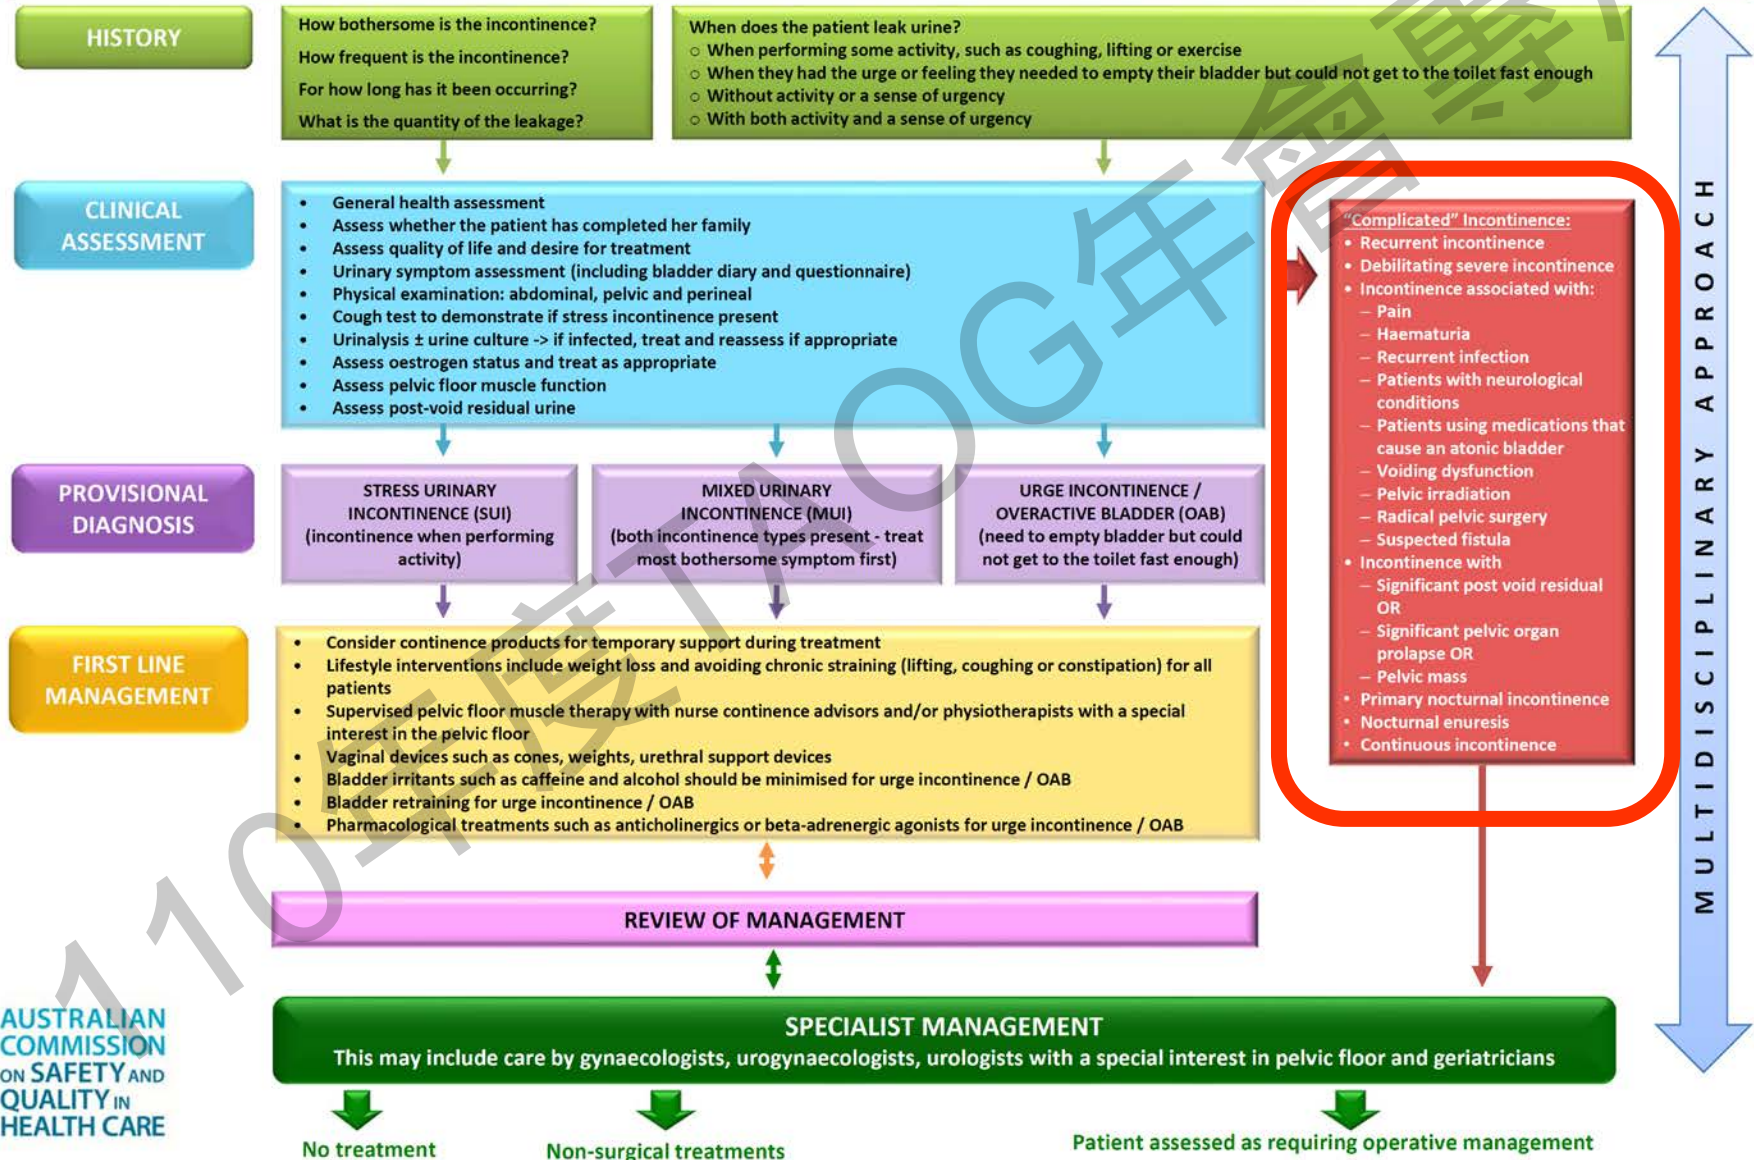 HISTORY
How bothersome is the incontinence?
How frequent is the incontinence?
For how long has it been occurring?
What is the quantity of the leakage?
When does the patient leak urine?
○ When performing some activity, such as coughing, lifting or exercise
○ When they had the urge or feeling they needed to empty their bladder but could not get to the toilet fast enough
○ Without activity or a sense of urgency
○ With both activity and a sense of urgency
CLINICAL
ASSESSMENT
• General health assessment
• Assess whether the patient has completed her family
• Assess quality of life and desire for treatment
• Urinary symptom assessment (including bladder diary and questionnaire)
• Physical examination: abdominal, pelvic and perineal
• Cough test to demonstrate if stress incontinence present
• Urinalysis ± urine culture -> if infected, treat and reassess if appropriate
• Assess oestrogen status and treat as appropriate
• Assess pelvic floor muscle function
• Assess post-void residual urine
"Complicated" Incontinence:
• Recurrent incontinence
• Debilitating severe incontinence
• Incontinence associated with:
– Pain
– Haematuria
– Recurrent infection
– Patients with neurological
conditions
– Patients using medications that
cause an atonic bladder
– Voiding dysfunction
– Pelvic irradiation
– Radical pelvic surgery
– Suspected fistula
• Incontinence with
– Significant post void residual
OR
– Significant pelvic organ
prolapse OR
– Pelvic mass
• Primary nocturnal incontinence
• Nocturnal enuresis
• Continuous incontinence
MULTIDISCIPLINARY APPROACH
PROVISIONAL
DIAGNOSIS
STRESS URINARY
INCONTINENCE (SUI)
(incontinence when performing
activity)
MIXED URINARY
INCONTINENCE (MUI)
(both incontinence types present - treat
most bothersome symptom first)
URGE INCONTINENCE /
OVERACTIVE BLADDER (OAB)
(need to empty bladder but could
not get to the toilet fast enough)
FIRST LINE
MANAGEMENT
• Consider continence products for temporary support during treatment
• Lifestyle interventions include weight loss and avoiding chronic straining (lifting, coughing or constipation) for all
patients
• Supervised pelvic floor muscle therapy with nurse continence advisors and/or physiotherapists with a special
interest in the pelvic floor
• Vaginal devices such as cones, weights, urethral support devices
• Bladder irritants such as caffeine and alcohol should be minimised for urge incontinence / OAB
• Bladder retraining for urge incontinence / OAB
• Pharmacological treatments such as anticholinergics or beta-adrenergic agonists for urge incontinence / OAB
REVIEW OF MANAGEMENT
SPECIALIST MANAGEMENT
This may include care by gynaecologists, urogynaecologists, urologists with a special interest in pelvic floor and geriatricians
AUSTRALIAN
COMMISSION
ON SAFETY AND
QUALITY IN
HEALTH CARE
No treatment
Non-surgical treatments
Patient assessed as requiring operative management
110年度TAOG年會專